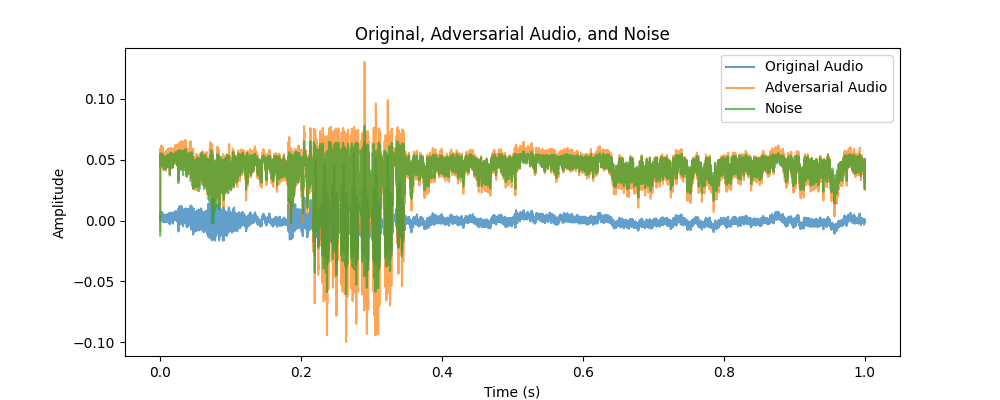 Original, Adversarial Audio, and Noise
Original Audio
Adversarial Audio
Noise
Amplitude
0.10
0.05
0.00
−0.05
−0.10
0.0
0.2
0.4
0.6
0.8
1.0
Time (s)